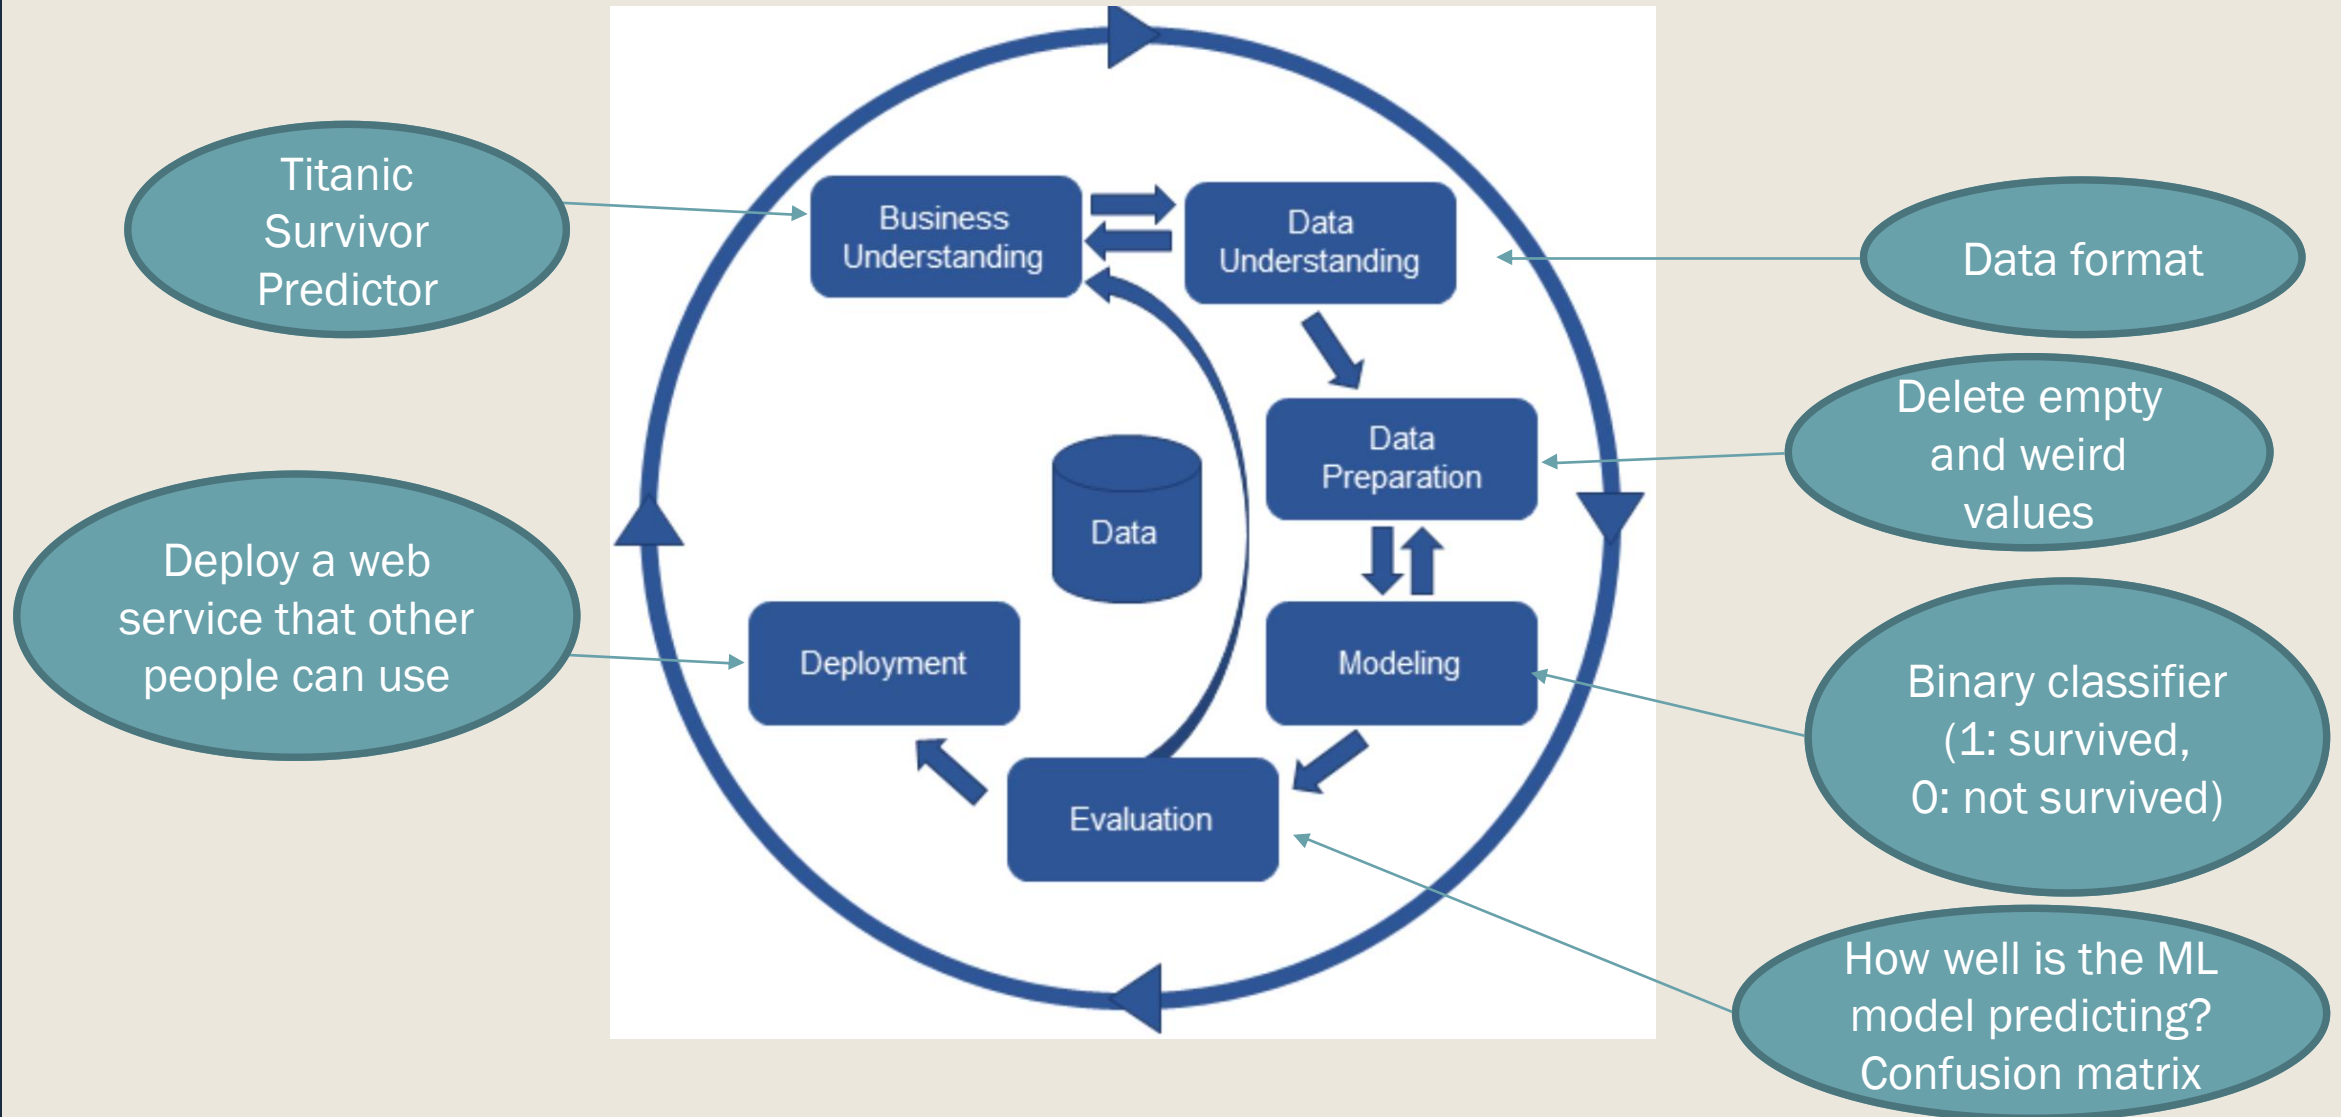 Titanic
Survivor
Predictor
Business
Understanding
Data
Understanding
Data format
Data
Preparation
Delete empty
and weird
values
Data
Deploy a web
service that other
people can use
Deployment
Modeling
Binary classifier
(1: survived,
0: not survived)
Evaluation
How well is the ML
model predicting?
Confusion matrix